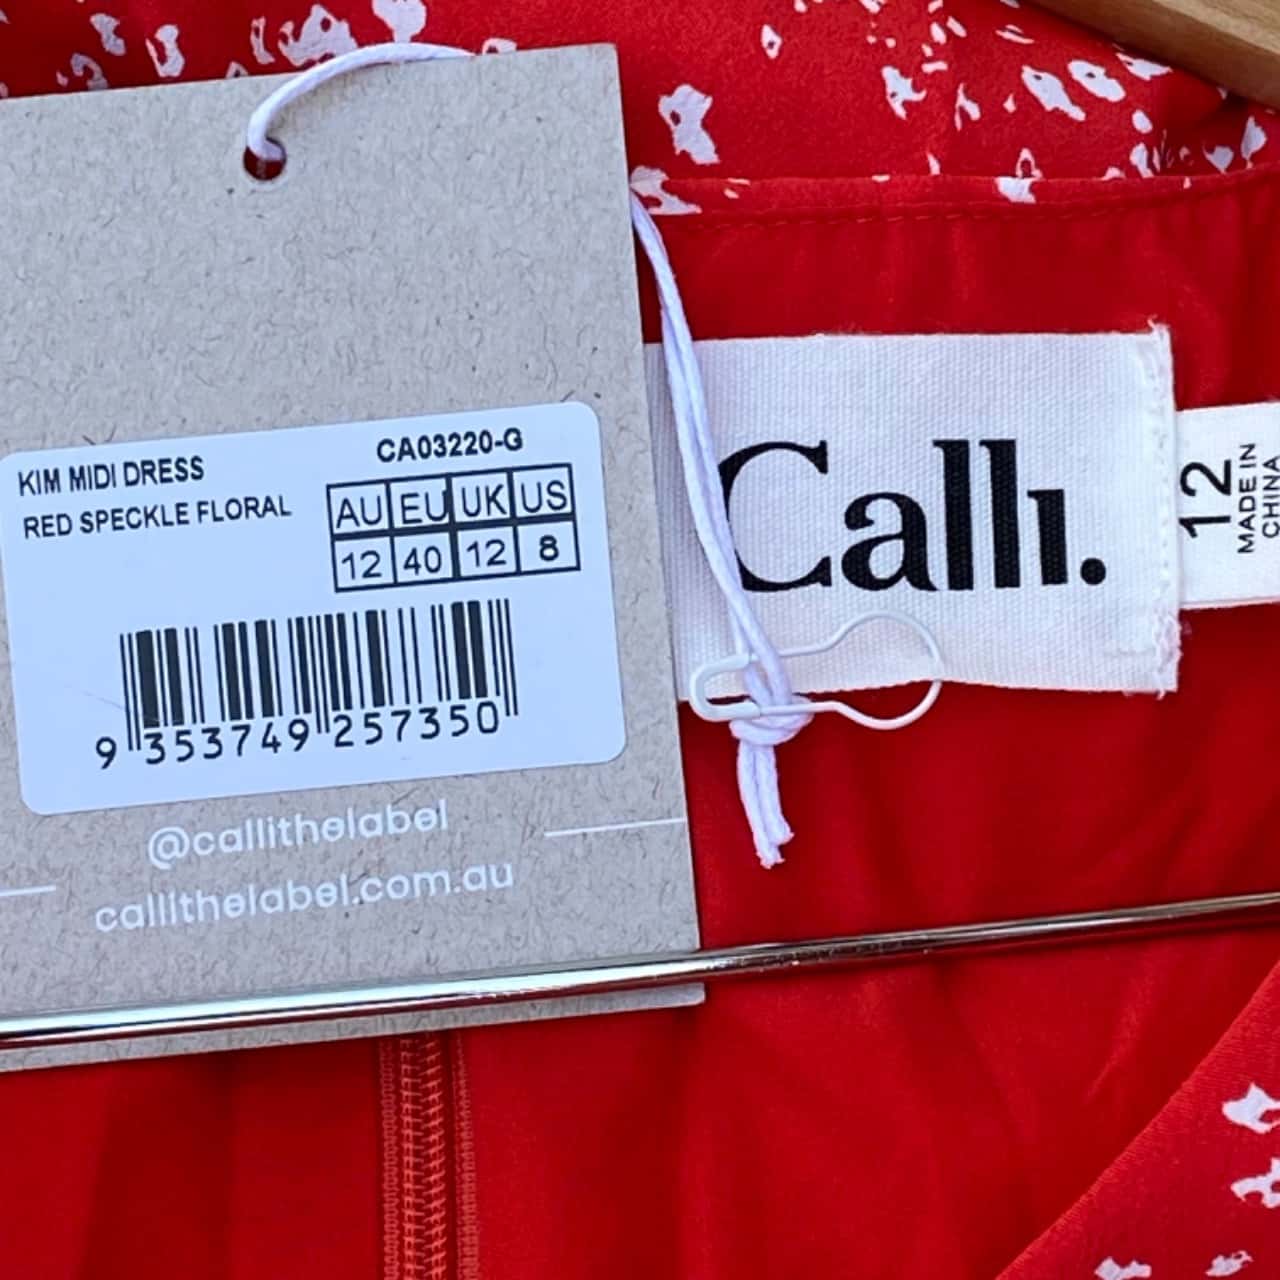 CA03220-G
KIM MIDI DRESS
RED SPECKLE FLORAL
AU EU UK US
12 40 12 8
9 353749 257350
@callithelabel
callithelabel.com.au
Calli.
12
MADE IN
CHINA